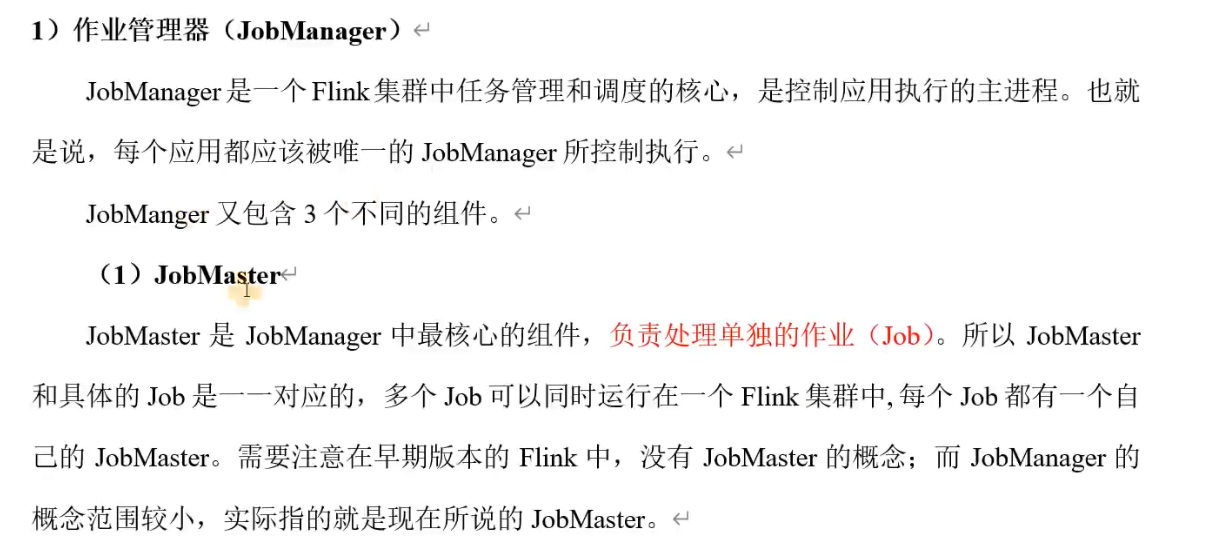 1）作业管理器（JobManager）↵
JobManager 是一个 Flink 集群中任务管理和调度的核心，是控制应用执行的主进程。也就
是说，每个应用都应该被唯一的 JobManager 所控制执行。↵
JobManger 又包含 3 个不同的组件。↵
（1）JobMaster↵
JobMaster 是 JobManager 中最核心的组件，负责处理单独的作业（Job）。所以 JobMaster
和具体的 Job 是一一对应的，多个 Job 可以同时运行在一个 Flink 集群中, 每个 Job 都有一个自
己的 JobMaster。需要注意在早期版本的 Flink 中，没有 JobMaster 的概念；而 JobManager 的
概念范围较小，实际指的就是现在所说的 JobMaster。↵